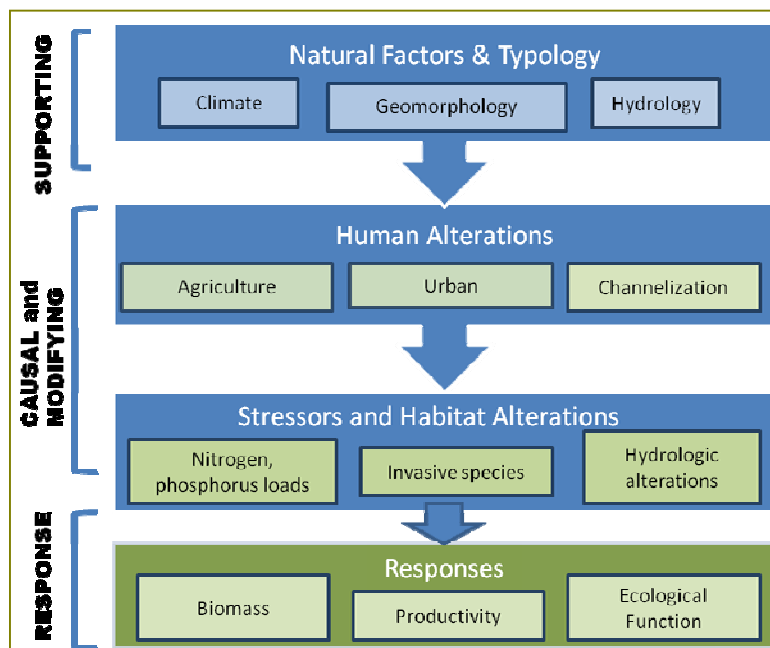 SUPPORTING
Natural Factors & Typology
Climate
Geomorphology
Hydrology
CAUSAL and
MODIFYING
Human Alterations
Agriculture
Urban
Channelization
Stressors and Habitat Alterations
Nitrogen,
phosphorus loads
Invasive species
Hydrologic
alterations
RESPONSE
Responses
Biomass
Productivity
Ecological
Function